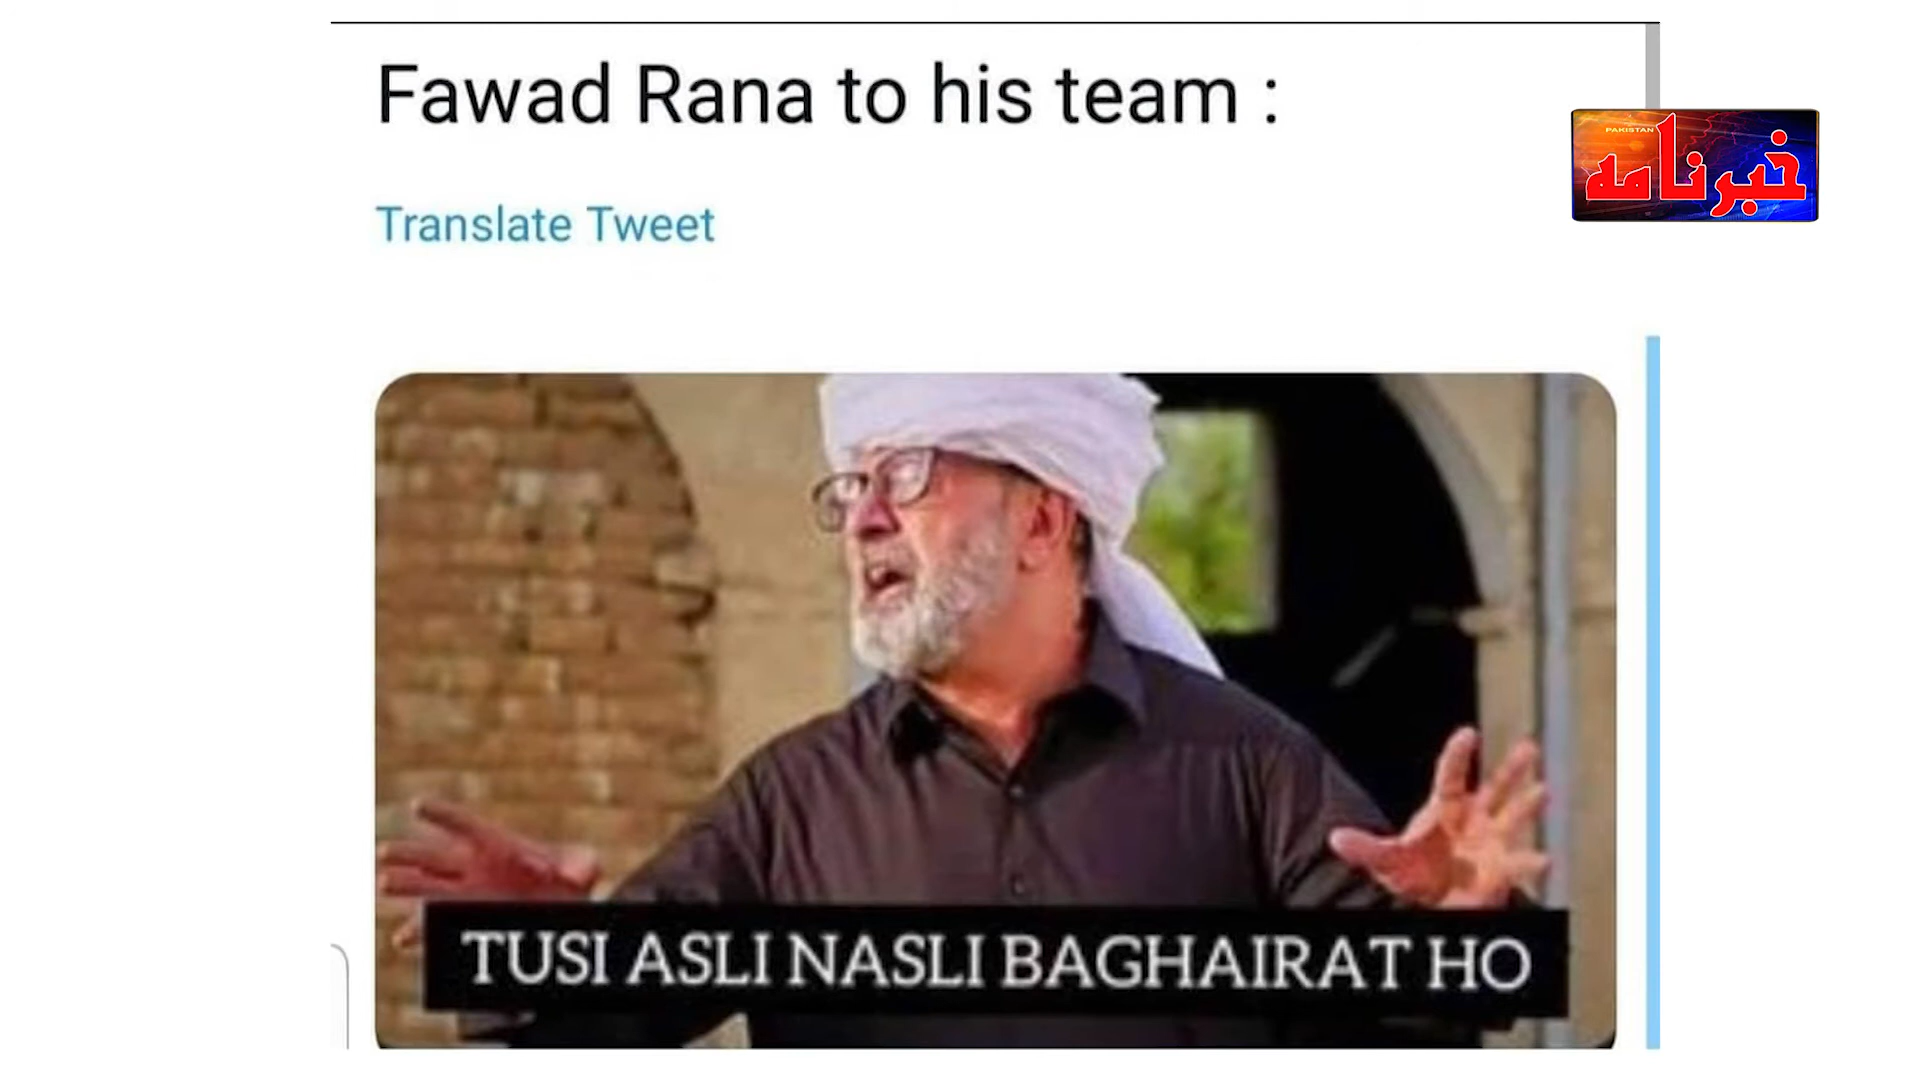 Fawad Rana to his team :
PAKISTAN
خبرنامہ
Translate Tweet
TUSI ASLI NASLI BAGHAIRAT HO